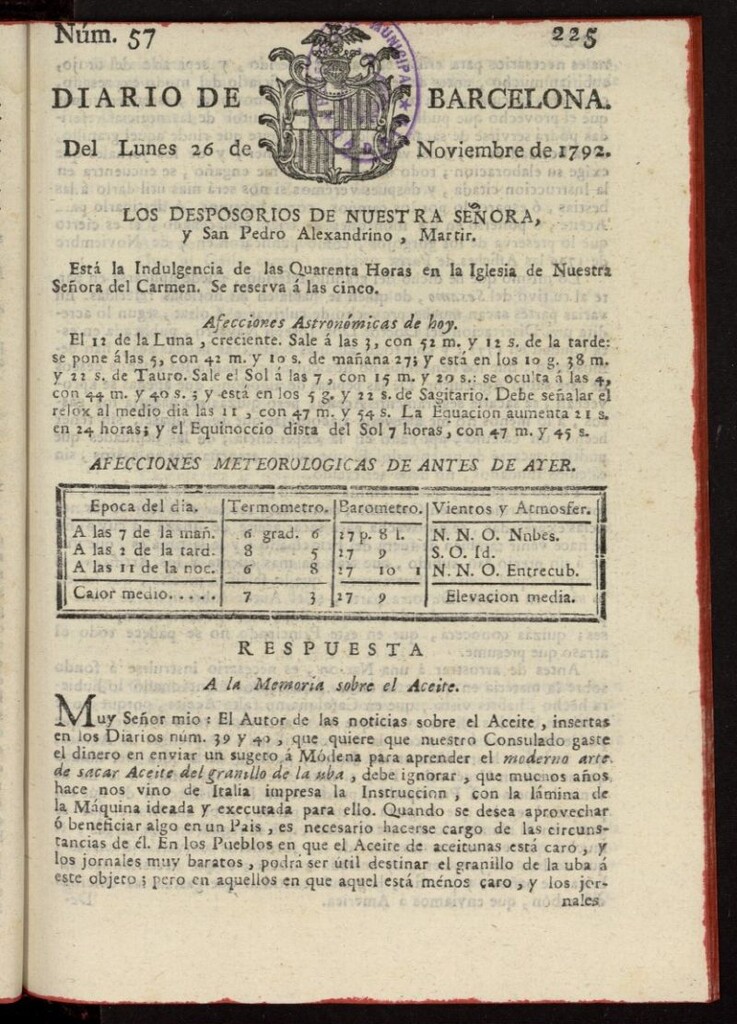 Núm. 57
225
DIARIO DE BARCELONA.
Del Lunes 26 de Noviembre de 1792.
MUNICIPAL
LOS DESPOSORIOS DE NUESTRA SEÑORA,
y San Pedro Alexandrino, Martir.
Está la Indulgencia de las Quarenta Horas en la Iglesia de Nuestra
Señora del Carmen. Se reserva á las cinco.
Afecciones Astronómicas de hoy.
El 12 de la Luna, creciente. Sale á las 3, con 52 m. y 12 s. de la tarde:
se pone á las 5, con 42 m. y 10 s. de mañana 27; y está en los 10 g. 38 m.
y 22 s. de Tauro. Sale el Sol á las 7, con 15 m. y 20 s.: se oculta á las 4,
con 44 m. y 40 s.; y está en los 5 g. y 22 s. de Sagitario. Debe señalar el
relox al medio dia las 11, con 47 m. y 54 s. La Equacion aumenta 21 s.
en 24 horas; y el Equinoccio dista del Sol 7 horas, con 47 m. y 45 s.
AFECCIONES METEOROLOGICAS DE ANTES DE AYER.
Epoca del dia. Termometro. Barometro. Vientos y Atmosfer.
A las 7 de la mañ. 6 grad. 6 27 p. 8 l. N. N. O. Nnbes.
A las 2 de la tard. 8 5 27 9 S. O. Id.
A las 11 de la noc. 6 8 27 10 1 N. N. O. Entrecub.
Calor medio..... 7 3 27 9 Elevacion media.
RESPUESTA
A la Memoria sobre el Aceite.
Muy Señor mio: El Autor de las noticias sobre el Aceite, insertas
en los Diarios núm. 39 y 40, que quiere que nuestro Consulado gaste
el dinero en enviar un sugeto á Módena para aprender el moderno arte
de sacar Aceite del granillo de la uba, debe ignorar, que muchos años
hace nos vino de Italia impresa la Instruccion, con la lámina de
la Máquina ideada y executada para ello. Quando se desea aprovechar
ó beneficiar algo en un Pais, es necesario hacerse cargo de las circuns-
tancias de él. En los Pueblos en que el Aceite de aceitunas está caro, y
los jornales muy baratos, podrá ser útil destinar el granillo de la uba á
este objeto; pero en aquellos en que aquel está ménos caro, y los jor-
nales